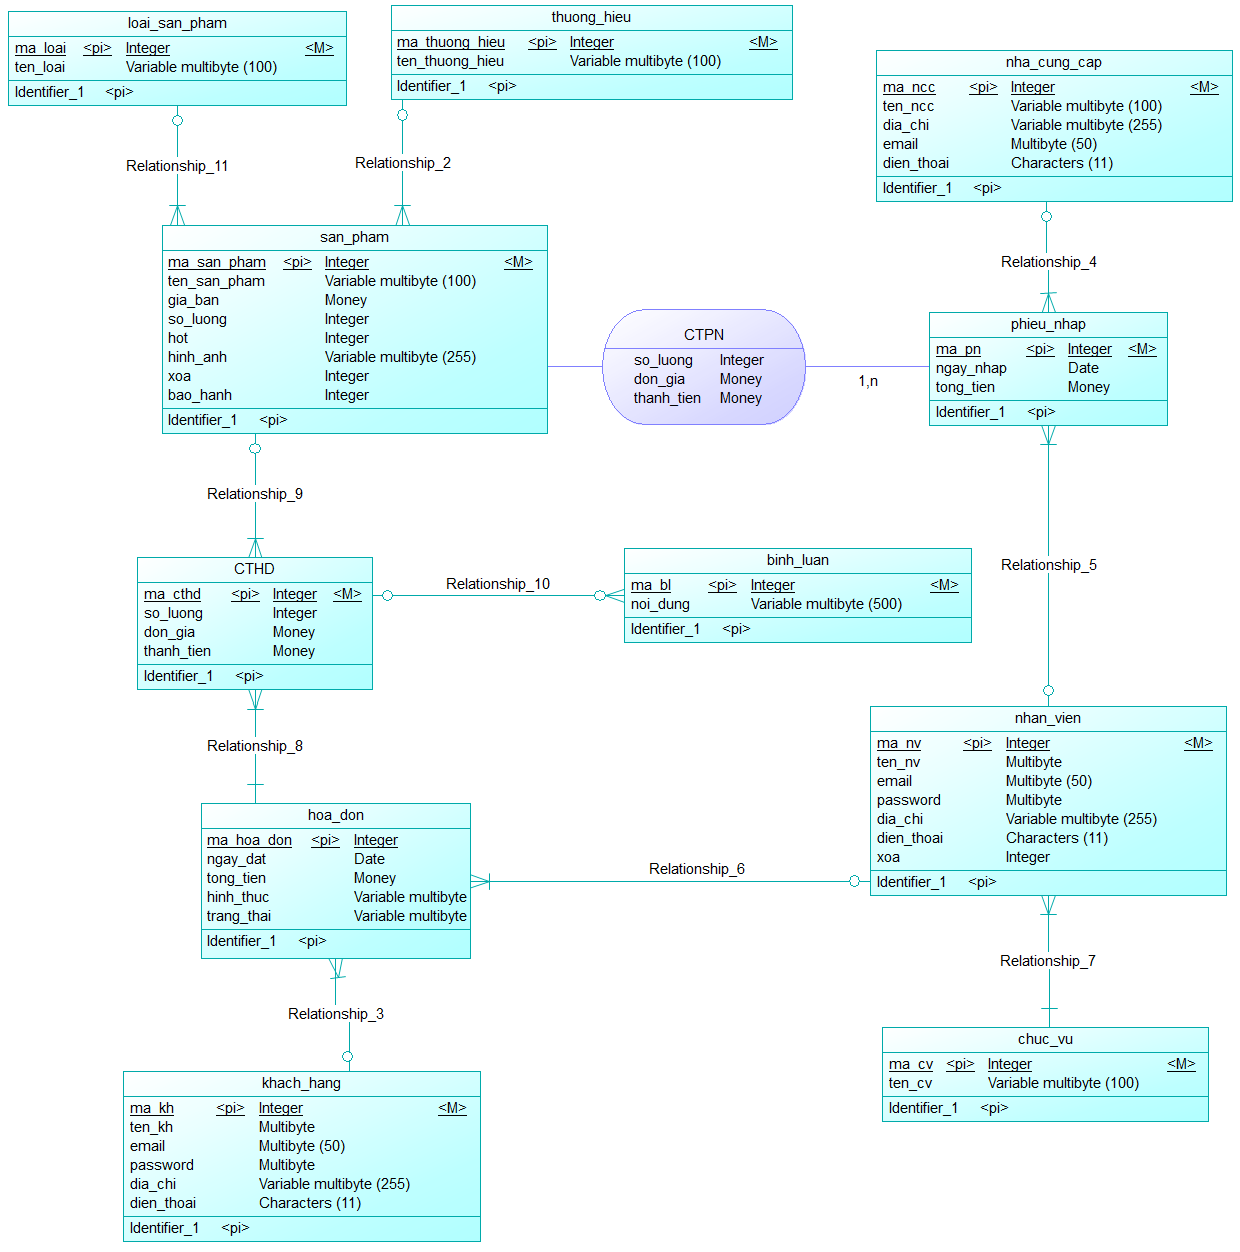 loai_san_pham
ma_loai <pi> Integer <M>
ten_loai Variable multibyte (100)
Identifier_1 <pi>
thuong_hieu
ma_thuong_hieu <pi> Integer <M>
ten_thuong_hieu Variable multibyte (100)
Identifier_1 <pi>
nha_cung_cap
ma_ncc <pi> Integer <M>
ten_ncc Variable multibyte (100)
dia_chi Variable multibyte (255)
email Multibyte (50)
dien_thoai Characters (11)
Identifier_1 <pi>
Relationship_11
Relationship_2
Relationship_4
san_pham
ma_san_pham <pi> Integer <M>
ten_san_pham Variable multibyte (100)
gia_ban Money
so_luong Integer
hot Integer
hinh_anh Variable multibyte (255)
xoa Integer
bao_hanh Integer
Identifier_1 <pi>
CTPN
so_luong Integer
don_gia Money
thanh_tien Money
1,n
phieu_nhap
ma_pn <pi> Integer <M>
ngay_nhap Date
tong_tien Money
Identifier_1 <pi>
Relationship_9
Relationship_10
Relationship_5
CTHD
ma_cthd <pi> Integer <M>
so_luong Integer
don_gia Money
thanh_tien Money
Identifier_1 <pi>
binh_luan
ma_bl <pi> Integer <M>
noi_dung Variable multibyte (500)
Identifier_1 <pi>
Relationship_8
nhan_vien
ma_nv <pi> Integer <M>
ten_nv Multibyte
email Multibyte (50)
password Multibyte
dia_chi Variable multibyte (255)
dien_thoai Characters (11)
xoa Integer
Identifier_1 <pi>
hoa_don
ma_hoa_don <pi> Integer
ngay_dat Date
tong_tien Money
hinh_thuc Variable multibyte
trang_thai Variable multibyte
Identifier_1 <pi>
Relationship_6
Relationship_7
Relationship_3
chuc_vu
ma_cv <pi> Integer <M>
ten_cv Variable multibyte (100)
Identifier_1 <pi>
khach_hang
ma_kh <pi> Integer <M>
ten_kh Multibyte
email Multibyte (50)
password Multibyte
dia_chi Variable multibyte (255)
dien_thoai Characters (11)
Identifier_1 <pi>